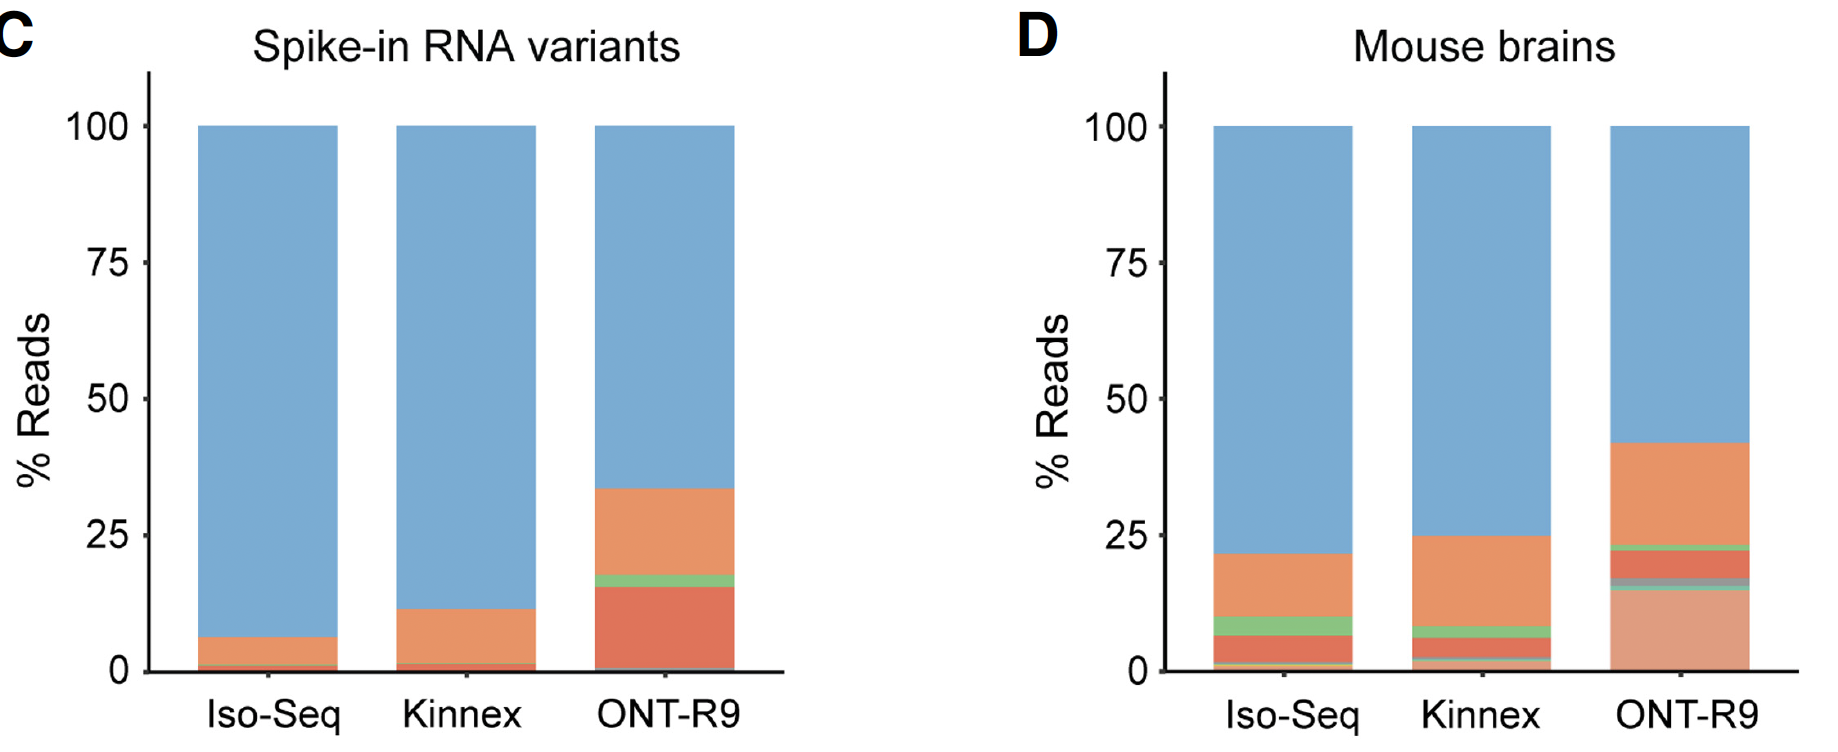 C
Spike-in RNA variants
100
75
50
25
0
% Reads
Iso-Seq
Kinnex
ONT-R9
D
Mouse brains
100
75
50
25
0
% Reads
Iso-Seq
Kinnex
ONT-R9